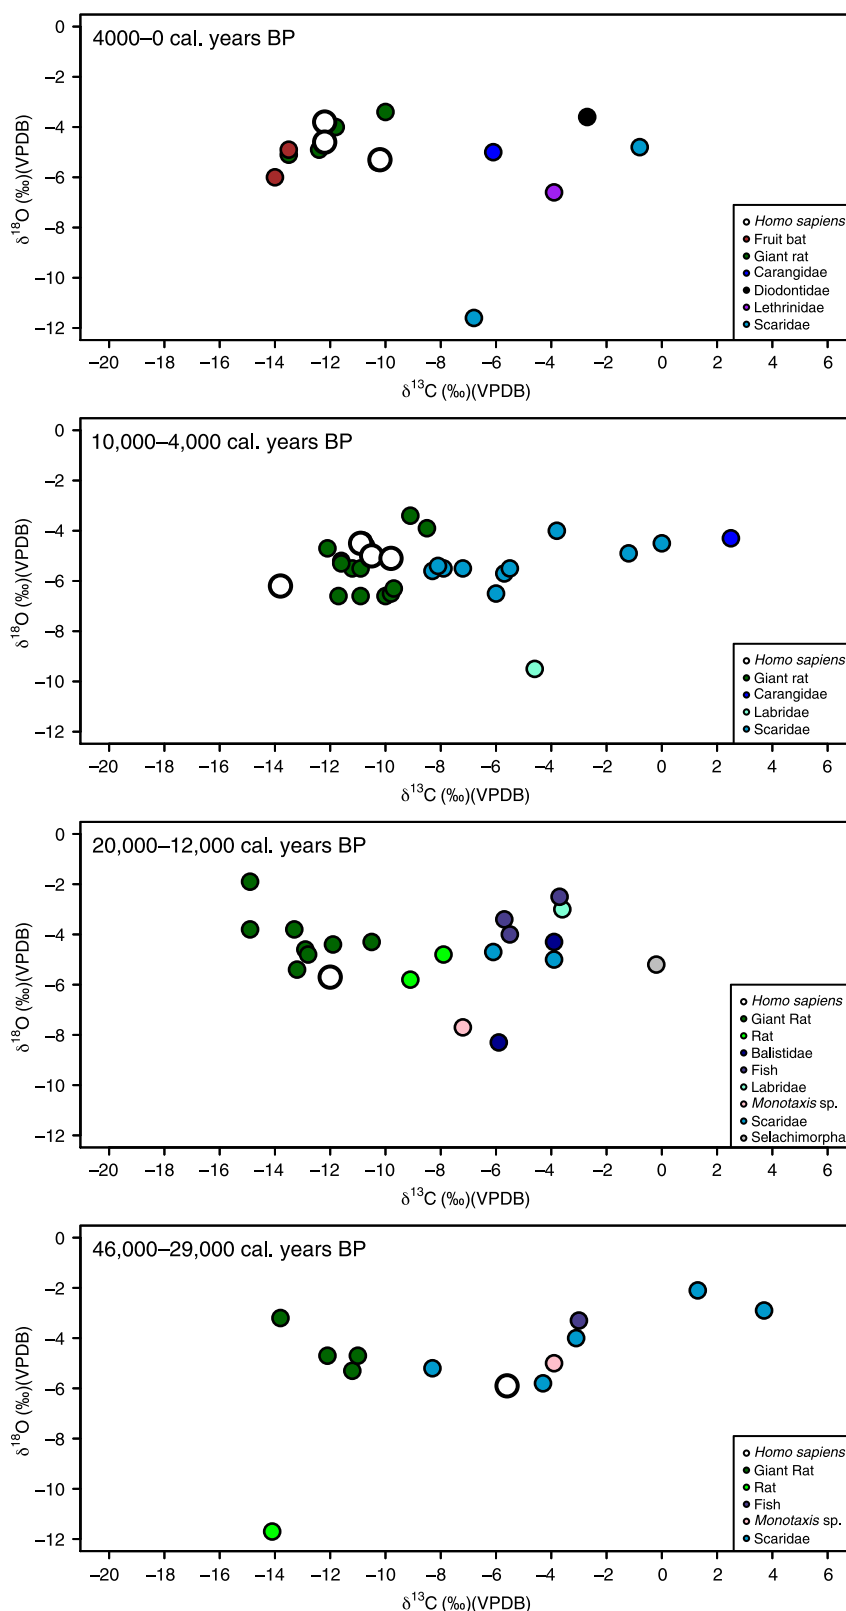 4000–0 cal. years BP
0
–2
–4
–6
–8
–10
–12
δ18O (‰)(VPDB)
Homo sapiens
Fruit bat
Giant rat
Carangidae
Diodontidae
Lethrinidae
Scaridae
–20 –18 –16 –14 –12 –10 –8 –6 –4 –2 0 2 4 6
δ13C (‰)(VPDB)
10,000–4,000 cal. years BP
0
–2
–4
–6
–8
–10
–12
δ18O (‰)(VPDB)
Homo sapiens
Giant rat
Carangidae
Labridae
Scaridae
–20 –18 –16 –14 –12 –10 –8 –6 –4 –2 0 2 4 6
δ13C (‰)(VPDB)
20,000–12,000 cal. years BP
0
–2
–4
–6
–8
–10
–12
δ18O (‰)(VPDB)
Homo sapiens
Giant Rat
Rat
Balistidae
Fish
Labridae
Monotaxis sp.
Scaridae
Selachimorpha
–20 –18 –16 –14 –12 –10 –8 –6 –4 –2 0 2 4 6
δ13C (‰)(VPDB)
46,000–29,000 cal. years BP
0
–2
–4
–6
–8
–10
–12
δ18O (‰)(VPDB)
Homo sapiens
Giant Rat
Rat
Fish
Monotaxis sp.
Scaridae
–20 –18 –16 –14 –12 –10 –8 –6 –4 –2 0 2 4 6
δ13C (‰)(VPDB)